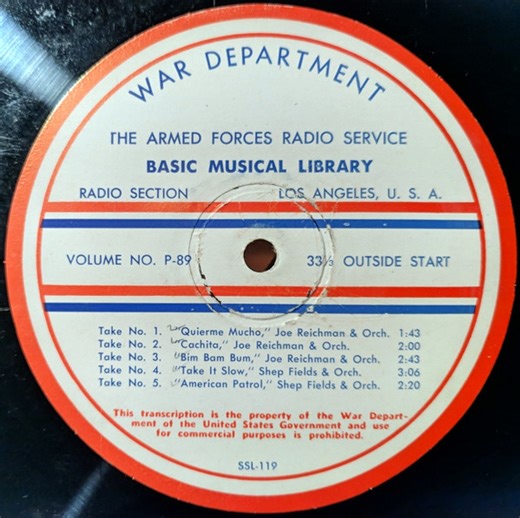 WAR DEPARTMENT
THE ARMED FORCES RADIO SERVICE
BASIC MUSICAL LIBRARY
RADIO SECTION LOS ANGELES, U. S. A.
VOLUME NO. P-89 33⅓ OUTSIDE START
Take No. 1. "Quierme Mucho," Joe Reichman & Orch. 1:43
Take No. 2. "Cachita," Joe Reichman & Orch. 2:00
Take No. 3. "Bim Bam Bum," Joe Reichman & Orch. 2:43
Take No. 4. "Take It Slow," Shep Fields & Orch. 3:06
Take No. 5. "American Patrol," Shep Fields & Orch. 2:20
This transcription is the property of the War Depart-
ment of the United States Government and use
for commercial purposes is prohibited.
SSL-119